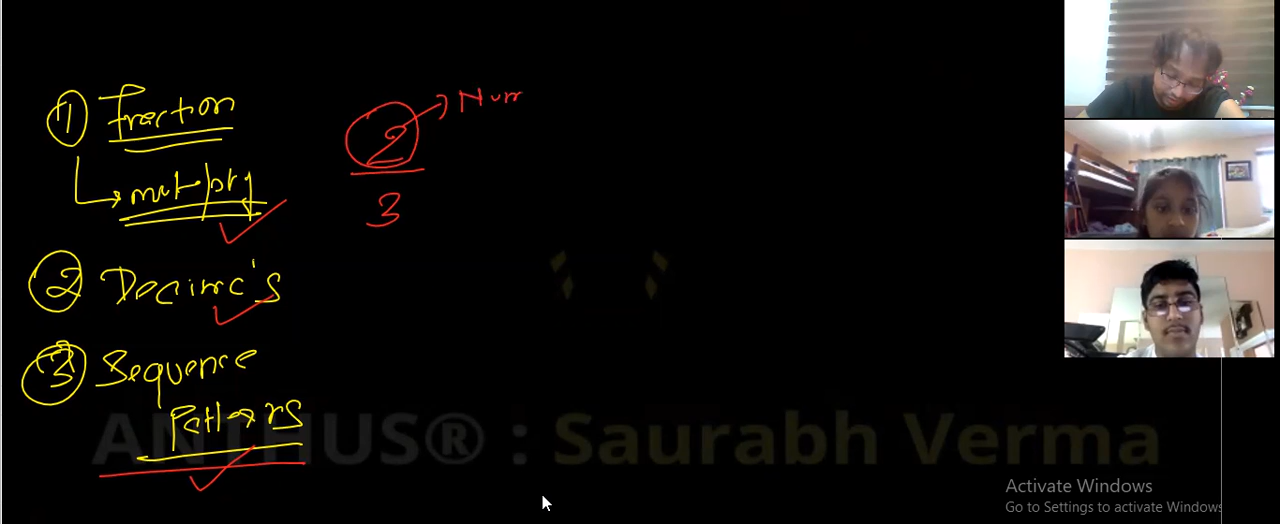 ① Fraction
multiply
② Decima's
③ Sequence
Patterns
2 → Num
3
ANTHUS® : Saurabh Verma
Activate Windows
Go to Settings to activate Windows